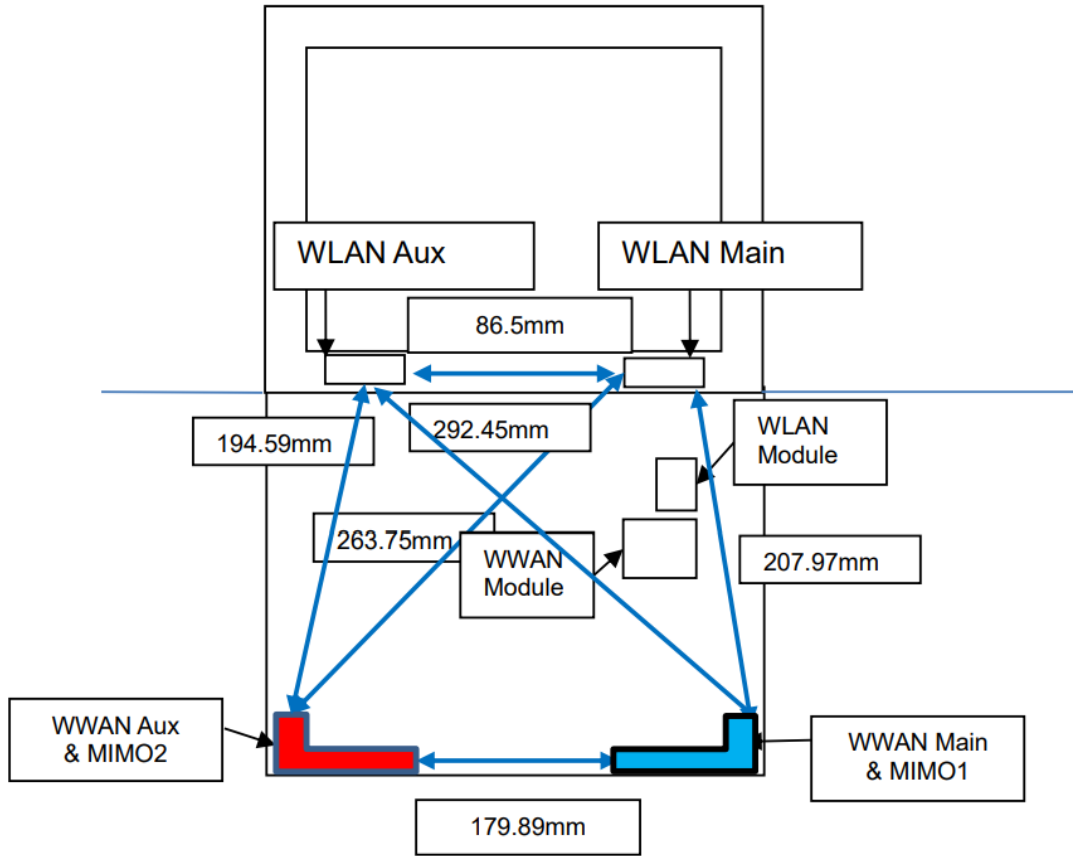 WLAN Aux
WLAN Main
86.5mm
194.59mm
292.45mm
WLAN
Module
263.75mm
WWAN
Module
207.97mm
WWAN Aux
& MIMO2
WWAN Main
& MIMO1
179.89mm